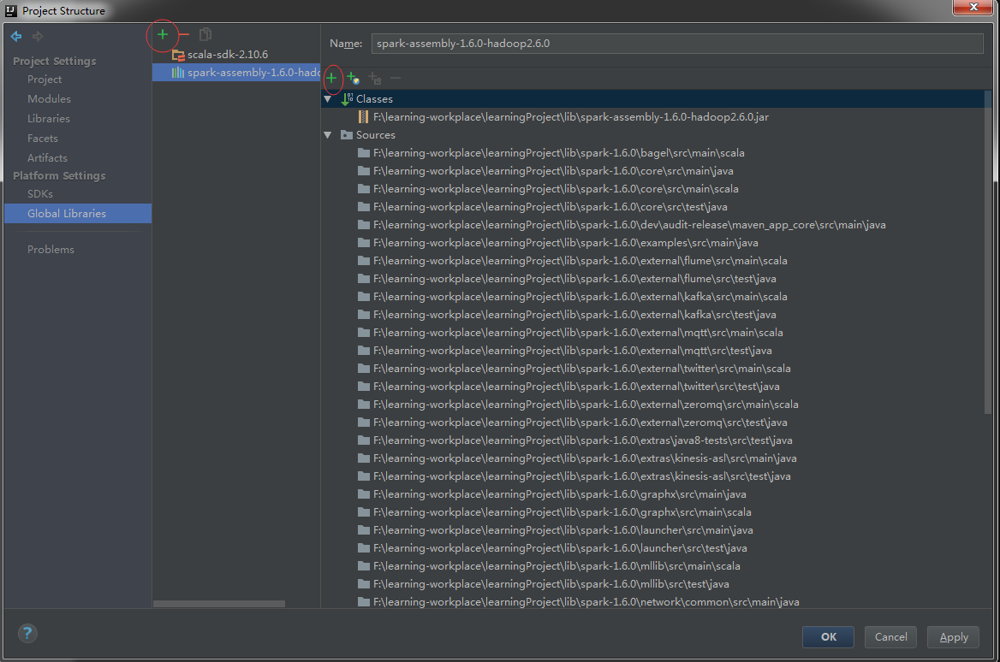 Project Structure
Project Settings
Project
Modules
Libraries
Facets
Artifacts
Platform Settings
SDKs
Global Libraries
Problems
scala-sdk-2.10.6
spark-assembly-1.6.0-hado
Name: spark-assembly-1.6.0-hadoop2.6.0
Classes
F:\learning-workplace\learningProject\lib\spark-assembly-1.6.0-hadoop2.6.0.jar
Sources
F:\learning-workplace\learningProject\lib\spark-1.6.0\bagel\src\main\scala
F:\learning-workplace\learningProject\lib\spark-1.6.0\core\src\main\java
F:\learning-workplace\learningProject\lib\spark-1.6.0\core\src\main\scala
F:\learning-workplace\learningProject\lib\spark-1.6.0\core\src\test\java
F:\learning-workplace\learningProject\lib\spark-1.6.0\dev\audit-release\maven_app_core\src\main\java
F:\learning-workplace\learningProject\lib\spark-1.6.0\examples\src\main\java
F:\learning-workplace\learningProject\lib\spark-1.6.0\external\flume\src\main\scala
F:\learning-workplace\learningProject\lib\spark-1.6.0\external\flume\src\test\java
F:\learning-workplace\learningProject\lib\spark-1.6.0\external\kafka\src\main\scala
F:\learning-workplace\learningProject\lib\spark-1.6.0\external\kafka\src\test\java
F:\learning-workplace\learningProject\lib\spark-1.6.0\external\mqtt\src\main\scala
F:\learning-workplace\learningProject\lib\spark-1.6.0\external\mqtt\src\test\java
F:\learning-workplace\learningProject\lib\spark-1.6.0\external\twitter\src\main\scala
F:\learning-workplace\learningProject\lib\spark-1.6.0\external\twitter\src\test\java
F:\learning-workplace\learningProject\lib\spark-1.6.0\external\zeromq\src\main\scala
F:\learning-workplace\learningProject\lib\spark-1.6.0\external\zeromq\src\test\java
F:\learning-workplace\learningProject\lib\spark-1.6.0\extras\java8-tests\src\test\java
F:\learning-workplace\learningProject\lib\spark-1.6.0\extras\kinesis-asl\src\main\java
F:\learning-workplace\learningProject\lib\spark-1.6.0\extras\kinesis-asl\src\test\java
F:\learning-workplace\learningProject\lib\spark-1.6.0\graphx\src\main\java
F:\learning-workplace\learningProject\lib\spark-1.6.0\graphx\src\main\scala
F:\learning-workplace\learningProject\lib\spark-1.6.0\launcher\src\main\java
F:\learning-workplace\learningProject\lib\spark-1.6.0\launcher\src\test\java
F:\learning-workplace\learningProject\lib\spark-1.6.0\mllib\src\main\scala
F:\learning-workplace\learningProject\lib\spark-1.6.0\mllib\src\test\java
F:\learning-workplace\learningProject\lib\spark-1.6.0\network\common\src\main\java
?
OK Cancel Apply